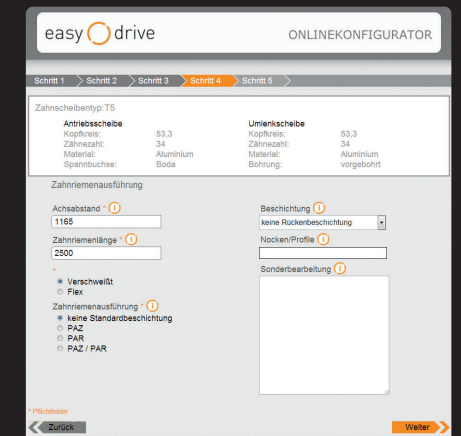 easy drive
ONLINEKONFIGURATOR
Schritt 1 Schritt 2 Schritt 3 Schritt 4 Schritt 5
Zahnscheibentyp: T5
Antriebsscheibe
Kopfkreis: 53,3
Zähnezahl: 34
Material: Aluminium
Spannbuchse: Boda
Umlenkscheibe
Kopfkreis: 53,3
Zähnezahl: 34
Material: Aluminium
Bohrung: vorgebohrt
Zahnriemenausführung
Achsabstand * i
1165
Zahnriemenlänge * i
2500
*
Verschweißt
Flex
Zahnriemenausführung * i
keine Standardbeschichtung
PAZ
PAR
PAZ / PAR
Beschichtung i
keine Rückenbeschichtung
Nocken/Profile i
Sonderbearbeitung i
* Pflichtfelder
Zurück
Weiter